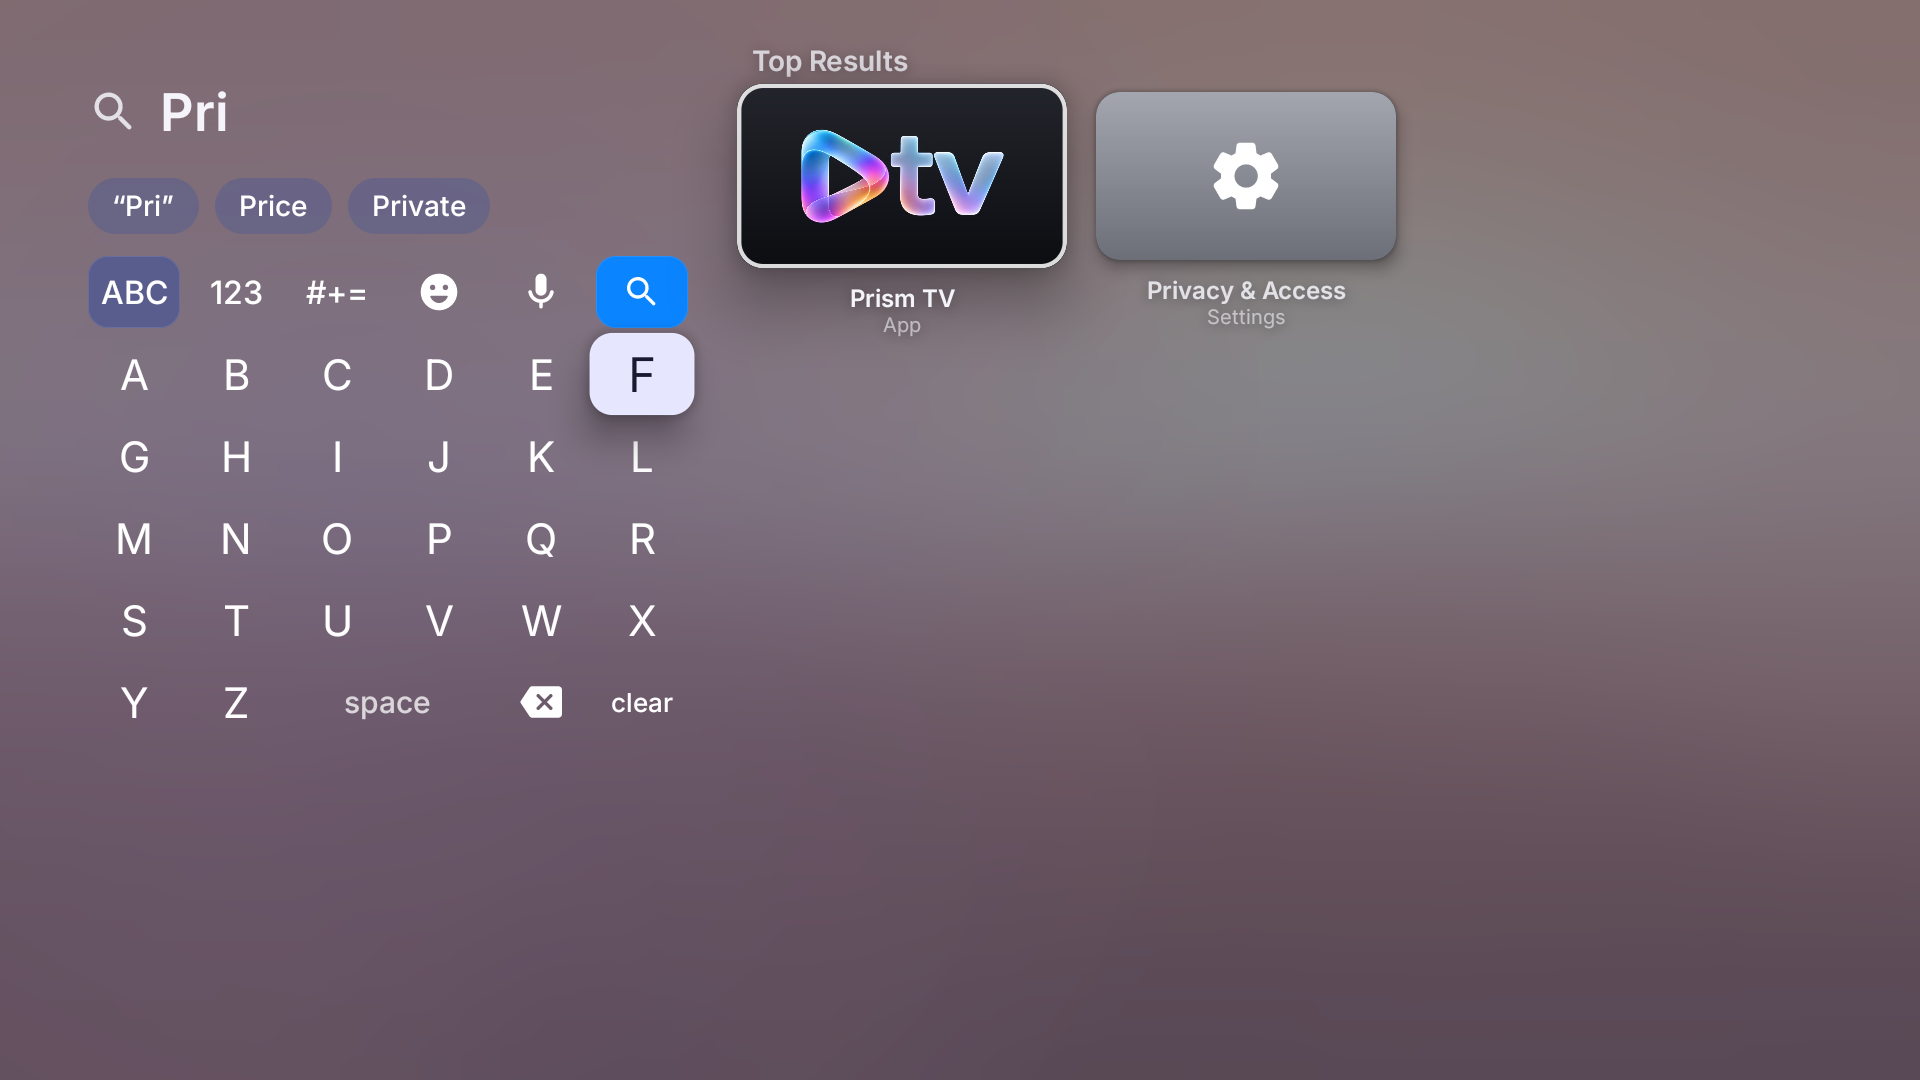 Pri
“Pri” Price Private
ABC 123 #+=
A B C D E F
G H I J K L
M N O P Q R
S T U V W X
Y Z space clear
Top Results
tv
Prism TV
App
Privacy & Access
Settings